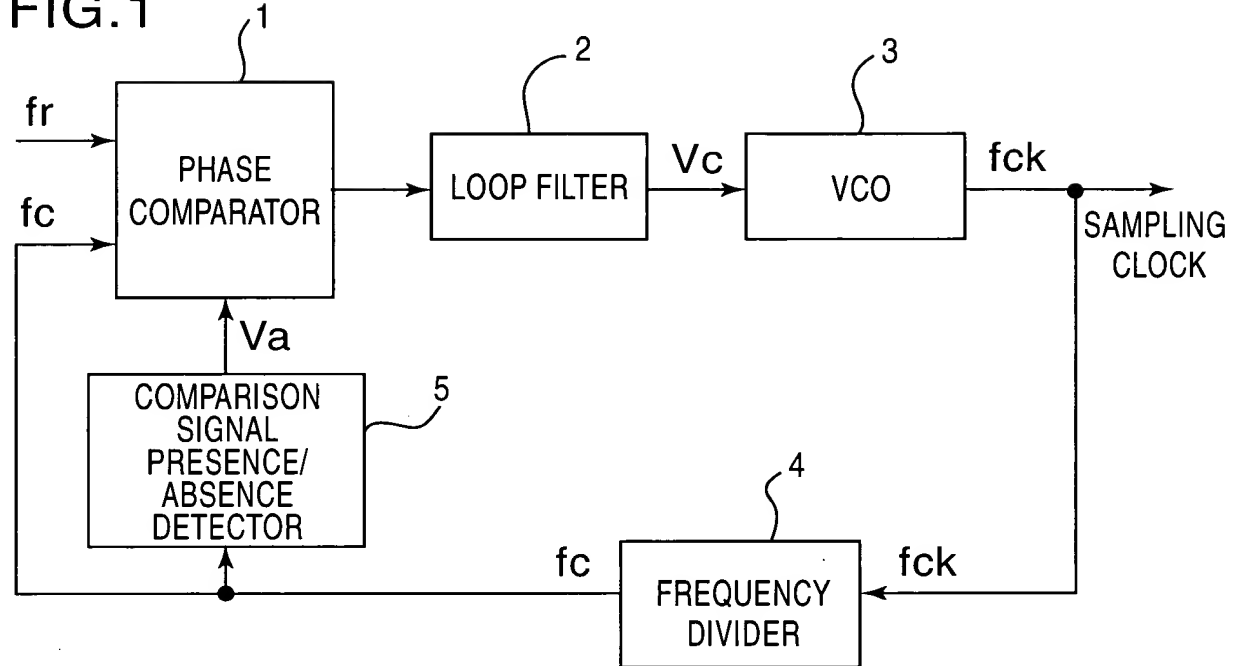 FIG.1
1
2
3
fr
fc
PHASE
COMPARATOR
LOOP FILTER
Vc
VCO
fck
SAMPLING
CLOCK
Va
COMPARISON
SIGNAL
PRESENCE/
ABSENCE
DETECTOR
5
4
fc
FREQUENCY
DIVIDER
fck